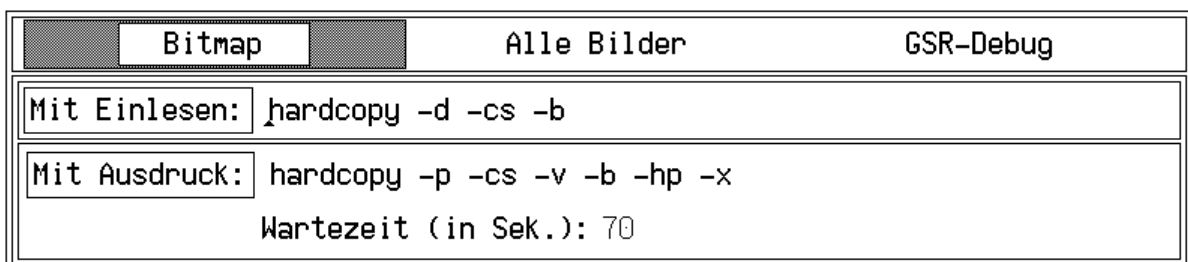 Bitmap Alle Bilder GSR-Debug
Mit Einlesen: hardcopy -d -cs -b
Mit Ausdruck: hardcopy -p -cs -v -b -hp -x
Wartezeit (in Sek.): 70